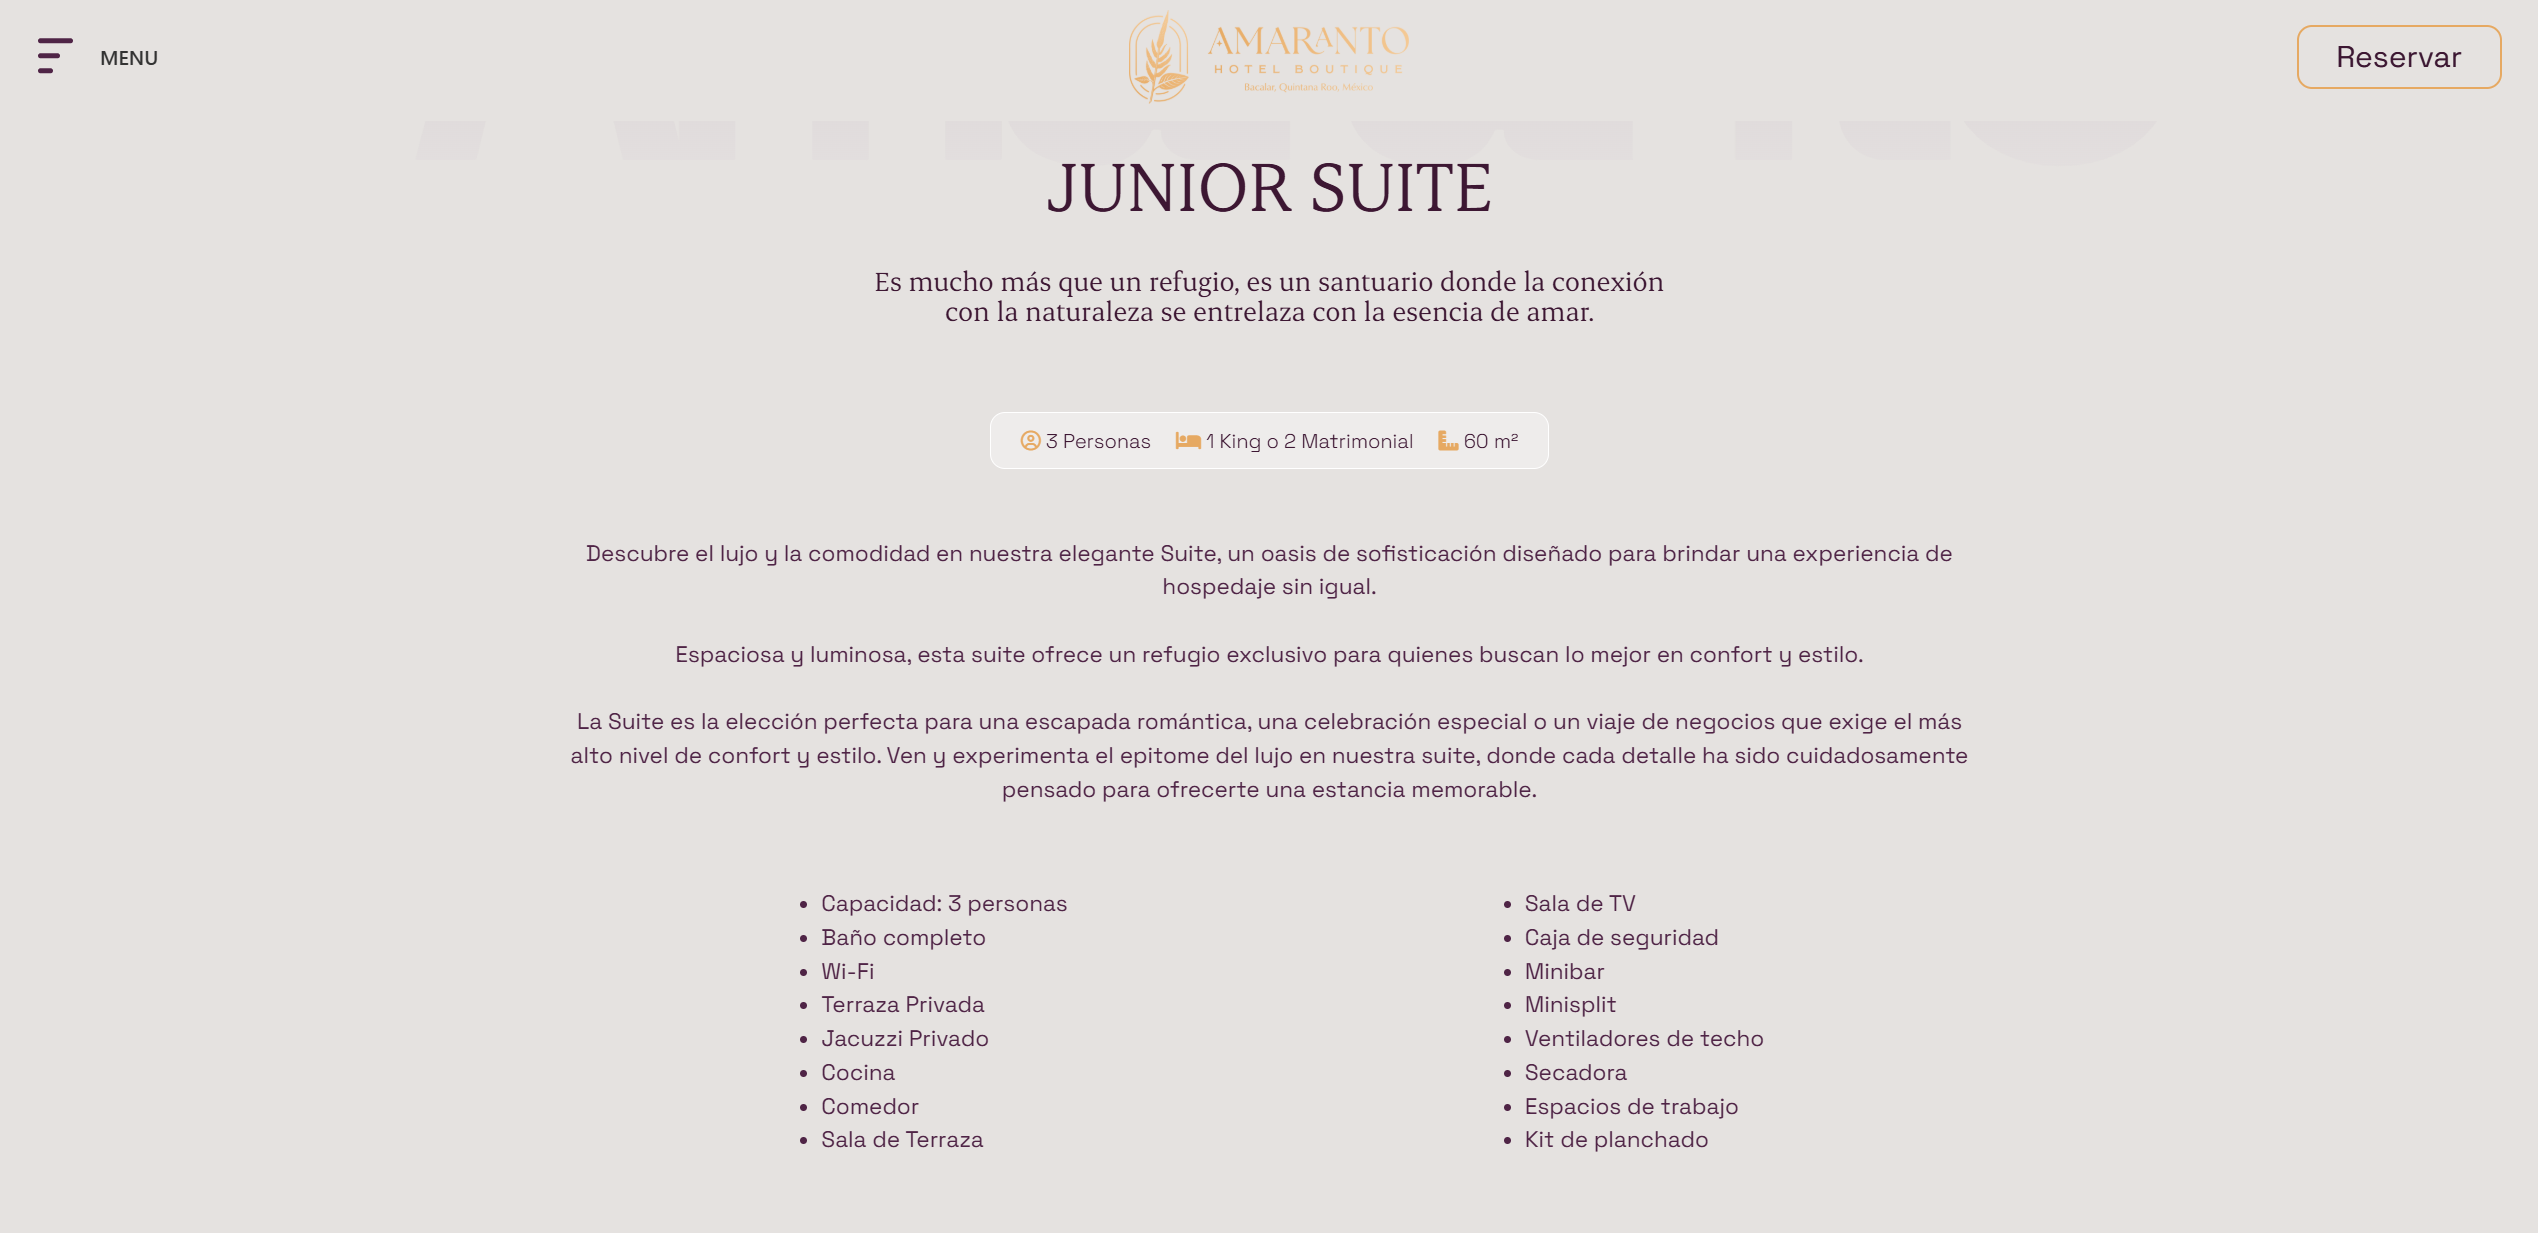 MENU
AMARANTO
HOTEL BOUTIQUE
Bacalar, Quintana Roo, México
Reservar
JUNIOR SUITE
Es mucho más que un refugio, es un santuario donde la conexión
con la naturaleza se entrelaza con la esencia de amar.
3 Personas 1 King o 2 Matrimonial 60 m²
Descubre el lujo y la comodidad en nuestra elegante Suite, un oasis de sofisticación diseñado para brindar una experiencia de
hospedaje sin igual.
Espaciosa y luminosa, esta suite ofrece un refugio exclusivo para quienes buscan lo mejor en confort y estilo.
La Suite es la elección perfecta para una escapada romántica, una celebración especial o un viaje de negocios que exige el más
alto nivel de confort y estilo. Ven y experimenta el epitome del lujo en nuestra suite, donde cada detalle ha sido cuidadosamente
pensado para ofrecerte una estancia memorable.
• Capacidad: 3 personas
• Baño completo
• Wi-Fi
• Terraza Privada
• Jacuzzi Privado
• Cocina
• Comedor
• Sala de Terraza
• Sala de TV
• Caja de seguridad
• Minibar
• Minisplit
• Ventiladores de techo
• Secadora
• Espacios de trabajo
• Kit de planchado